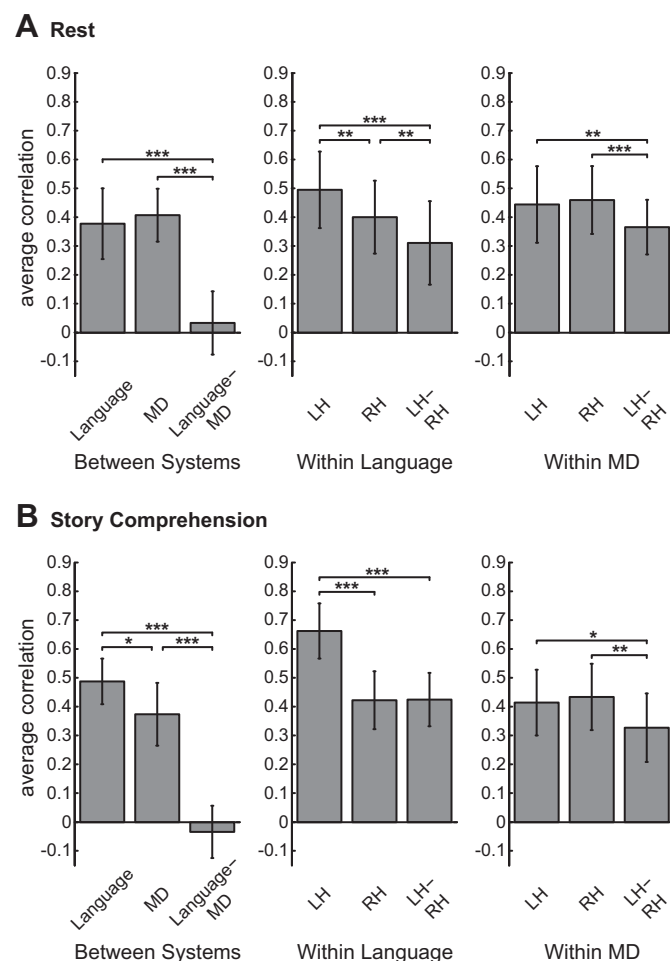 A Rest
average correlation
0.9
0.8
0.7
0.6
0.5
0.4
0.3
0.2
0.1
0
-0.1
***
***
Language
MD
Language–
MD
Between Systems
0.9
0.8
0.7
0.6
0.5
0.4
0.3
0.2
0.1
0
-0.1
***
**
**
LH
RH
LH–
RH
Within Language
0.9
0.8
0.7
0.6
0.5
0.4
0.3
0.2
0.1
0
-0.1
**
***
LH
RH
LH–
RH
Within MD
B Story Comprehension
average correlation
0.9
0.8
0.7
0.6
0.5
0.4
0.3
0.2
0.1
0
-0.1
***
*
***
Language
MD
Language–
MD
Between Systems
0.9
0.8
0.7
0.6
0.5
0.4
0.3
0.2
0.1
0
-0.1
***
***
LH
RH
LH–
RH
Within Language
0.9
0.8
0.7
0.6
0.5
0.4
0.3
0.2
0.1
0
-0.1
*
**
LH
RH
LH–
RH
Within MD